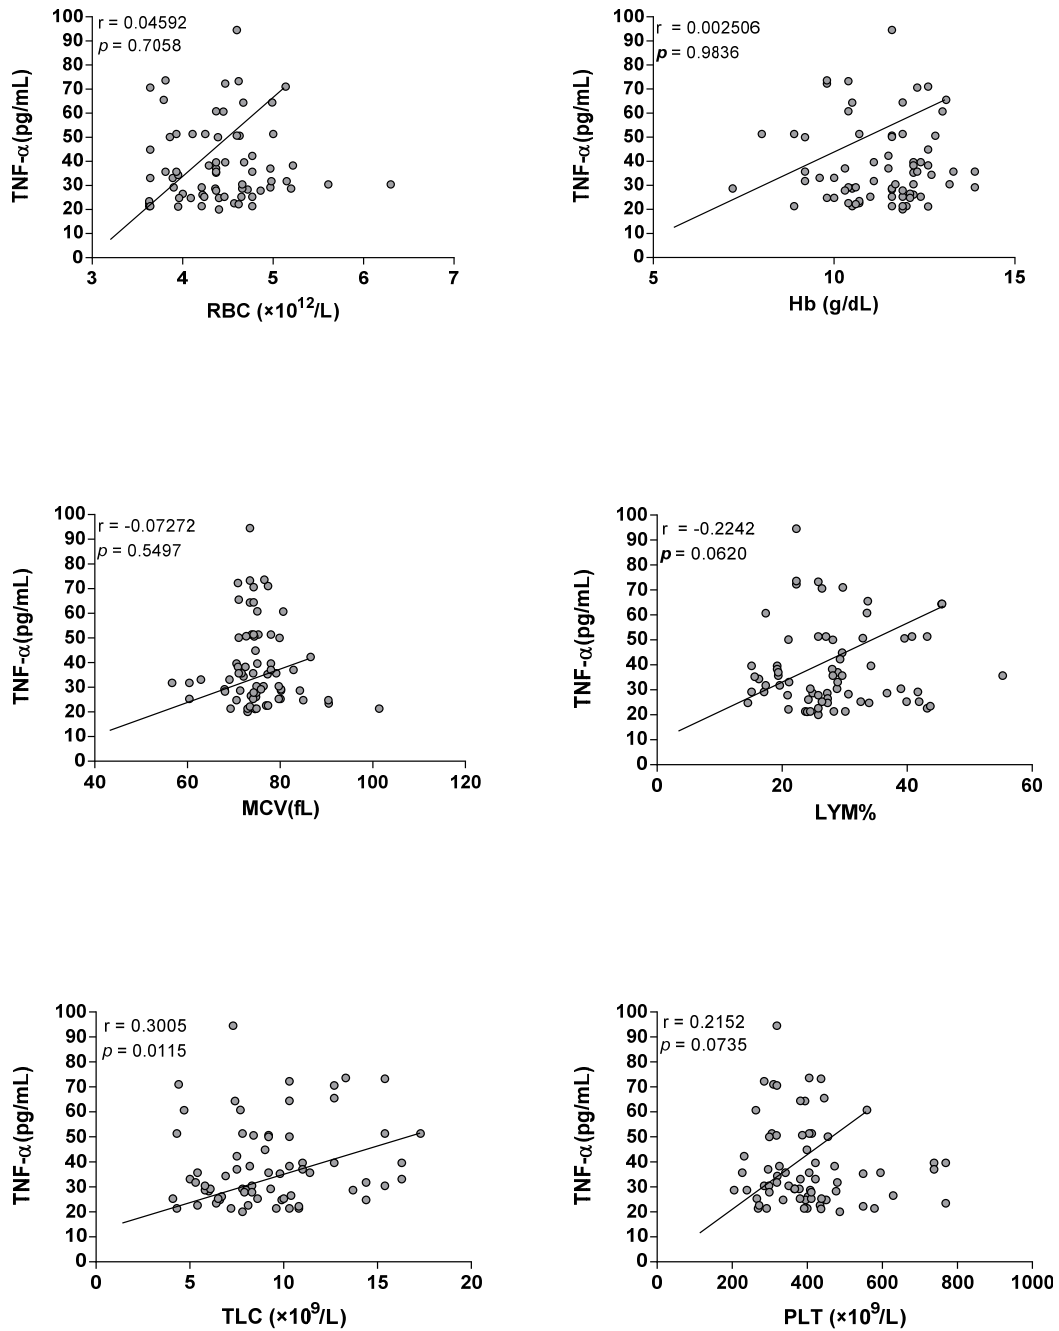 r = 0.04592
p = 0.7058
TNF-α(pg/mL)
100
90
80
70
60
50
40
30
20
10
0
3 4 5 6 7
RBC (×10^12/L)
r = 0.002506
p = 0.9836
TNF-α(pg/mL)
100
90
80
70
60
50
40
30
20
10
0
5 10 15
Hb (g/dL)
r = -0.07272
p = 0.5497
TNF-α(pg/mL)
100
90
80
70
60
50
40
30
20
10
0
40 60 80 100 120
MCV(fL)
r = -0.2242
p = 0.0620
TNF-α(pg/mL)
100
90
80
70
60
50
40
30
20
10
0
0 20 40 60
LYM%
r = 0.3005
p = 0.0115
TNF-α(pg/mL)
100
90
80
70
60
50
40
30
20
10
0
0 5 10 15 20
TLC (×10^9/L)
r = 0.2152
p = 0.0735
TNF-α(pg/mL)
100
90
80
70
60
50
40
30
20
10
0
0 200 400 600 800 1000
PLT (×10^9/L)